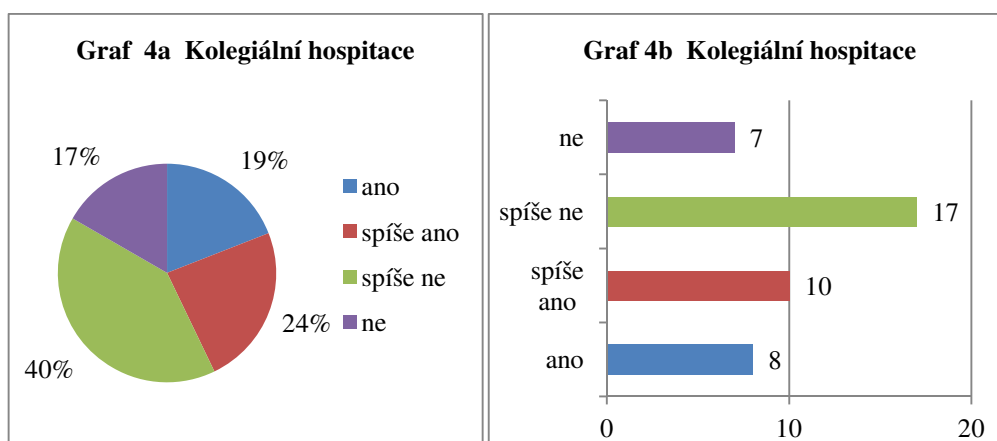 Graf 4a Kolegiální hospitace
17%
19%
40%
24%
ano
spíše ano
spíše ne
ne
Graf 4b Kolegiální hospitace
0
10
20
ne
7
spíše ne
17
spíše
ano
10
ano
8